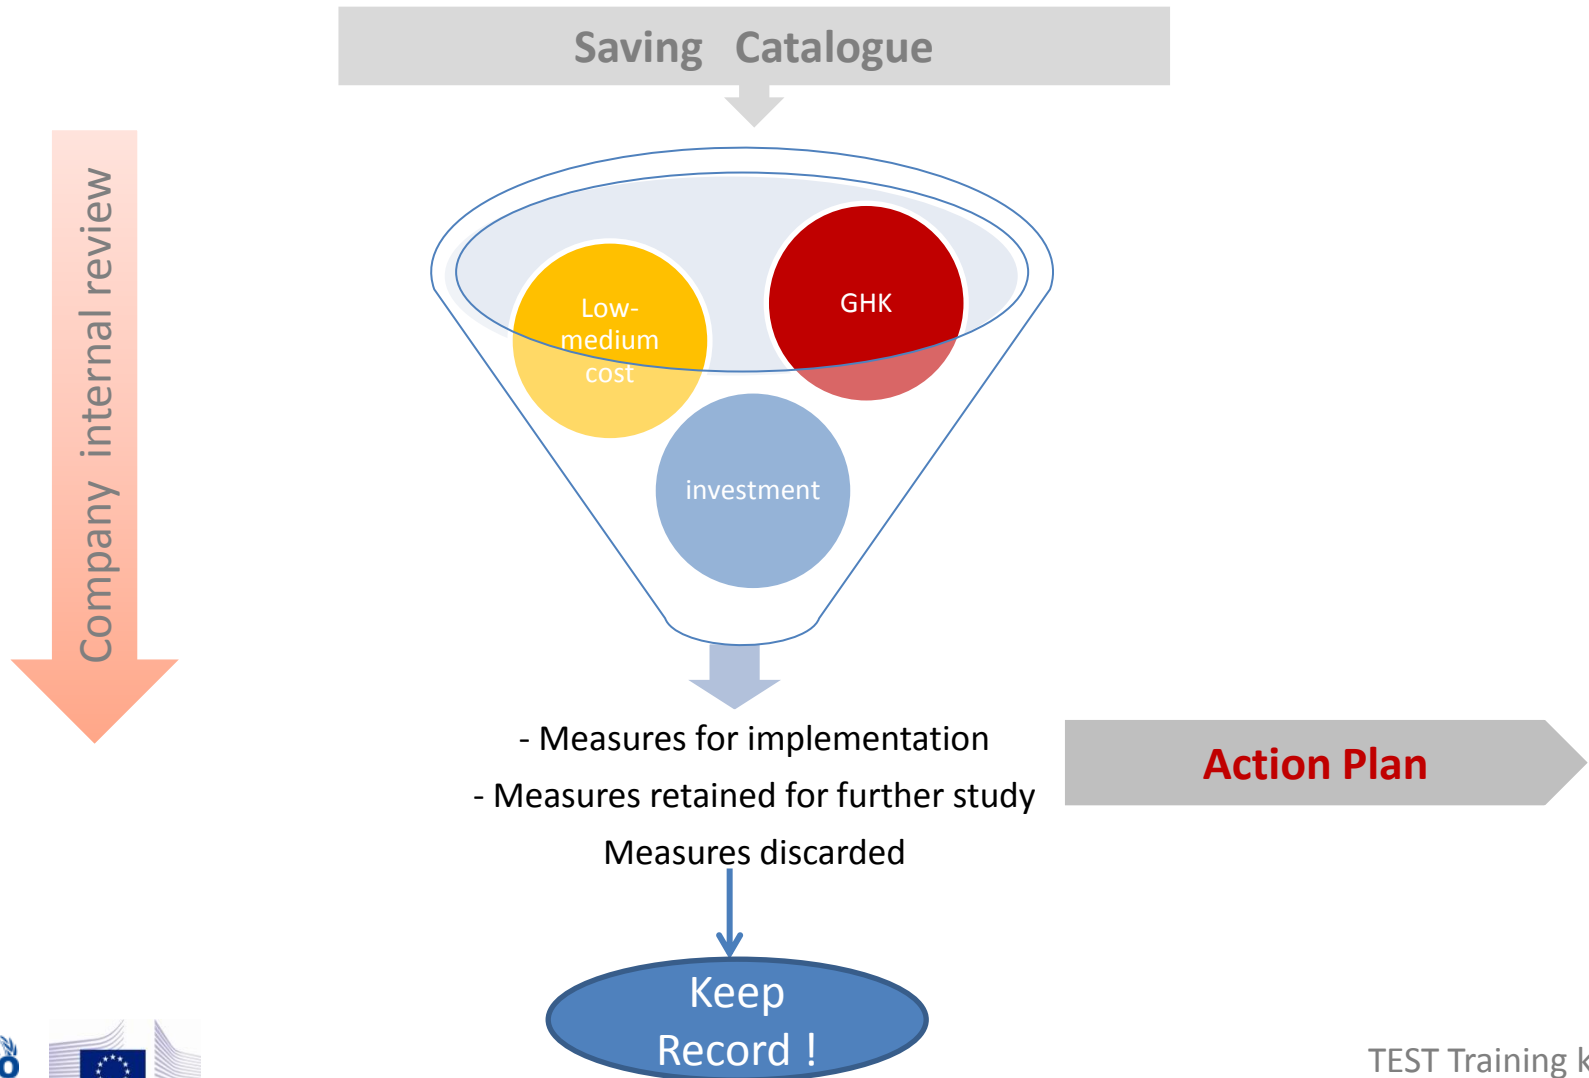 Saving Catalogue
Company internal review
Low-
medium
cost
GHK
investment
- Measures for implementation
- Measures retained for further study
Measures discarded
Action Plan
Keep
Record !
TEST Training